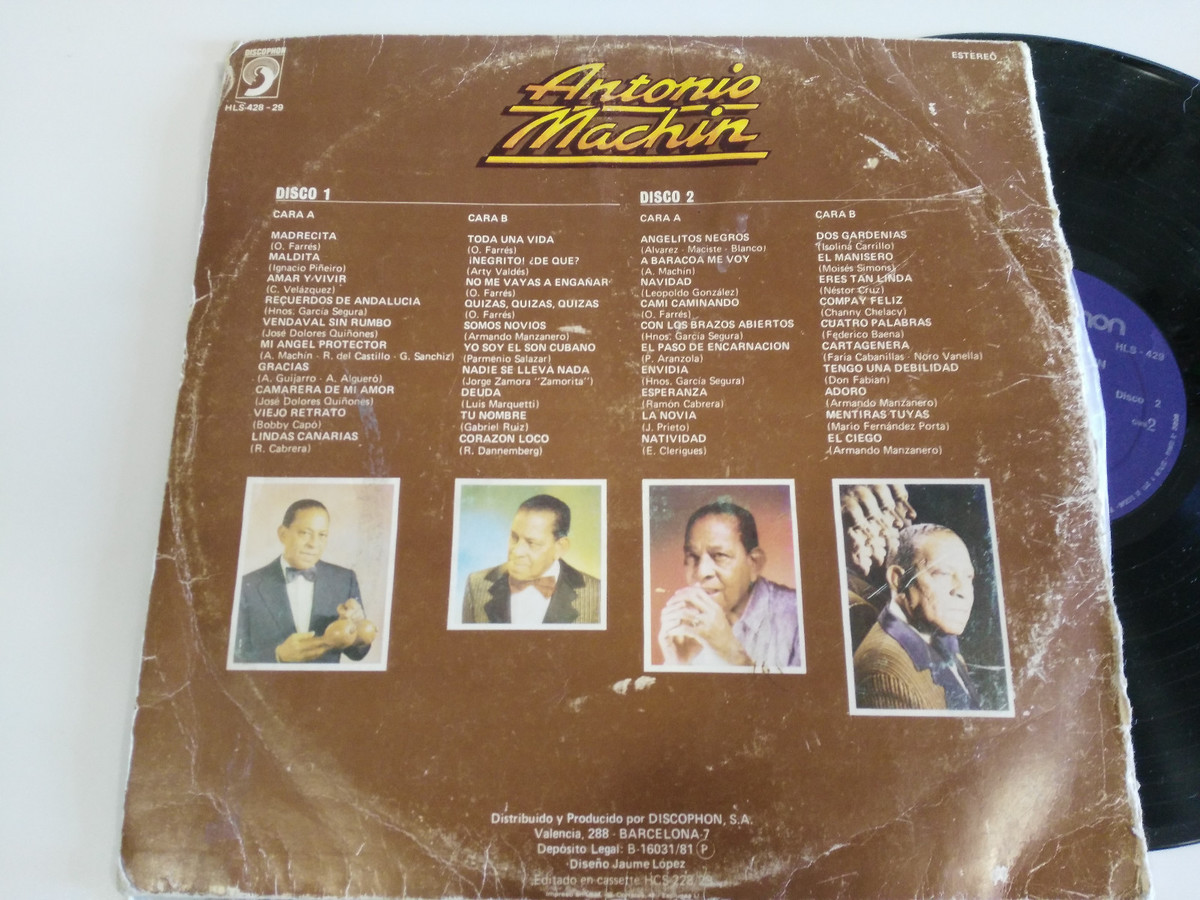 DISCOPHON
HLS-428-29
ESTEREO
Antonio
Machin
DISCO 1
CARA A
MADRECITA
(O. Farrés)
MALDITA
(Ignacio Piñeiro)
AMAR Y VIVIR
(C. Velázquez)
RECUERDOS DE ANDALUCIA
(Hnos. García Segura)
VENDAVAL SIN RUMBO
(José Dolores Quiñones)
MI ANGEL PROTECTOR
(A. Machín - R. del Castillo - G. Sanchiz)
GRACIAS
(A. Guijarro - A. Algueró)
CAMARERA DE MI AMOR
(José Dolores Quiñones)
VIEJO RETRATO
(Bobby Capó)
LINDAS CANARIAS
(R. Cabrera)
CARA B
TODA UNA VIDA
(O. Farrés)
¡NEGRITO! ¿DE QUE?
(Arty Valdés)
NO ME VAYAS A ENGAÑAR
(O. Farrés)
QUIZAS, QUIZAS, QUIZAS
(O. Farrés)
SOMOS NOVIOS
(Armando Manzanero)
YO SOY EL SON CUBANO
(Parmenio Salazar)
NADIE SE LLEVA NADA
(Jorge Zamora "Zamorita")
DEUDA
(Luis Marquetti)
TU NOMBRE
(Gabriel Ruiz)
CORAZON LOCO
(R. Dannemberg)
DISCO 2
CARA A
ANGELITOS NEGROS
(Alvarez - Maciste - Blanco)
A BARACOA ME VOY
(A. Machín)
NAVIDAD
(Leopoldo González)
CAMI CAMINANDO
(O. Farrés)
CON LOS BRAZOS ABIERTOS
(Hnos. García Segura)
EL PASO DE ENCARNACION
(P. Aranzola)
ENVIDIA
(Hnos. García Segura)
ESPERANZA
(Ramón Cabrera)
LA NOVIA
(J. Prieto)
NATIVIDAD
(E. Clerigues)
CARA B
DOS GARDENIAS
(Isolina Carrillo)
EL MANISERO
(Moisés Simons)
ERES TAN LINDA
(Néstor Cruz)
COMPAY FELIZ
(Channy Chelacy)
CUATRO PALABRAS
(Federico Baena)
CARTAGENERA
(Faria Cabanillas - Noro Vanella)
TENGO UNA DEBILIDAD
(Don Fabian)
ADORO
(Armando Manzanero)
MENTIRAS TUYAS
(Mario Fernández Porta)
EL CIEGO
(Armando Manzanero)
HLS - 429
Disco 2
2
Distribuido y Producido por DISCOPHON, S.A.
Valencia, 288 - BARCELONA-7
Depósito Legal: B-16031/81 P
Diseño Jaume López
Editado en cassette HCS-228/29